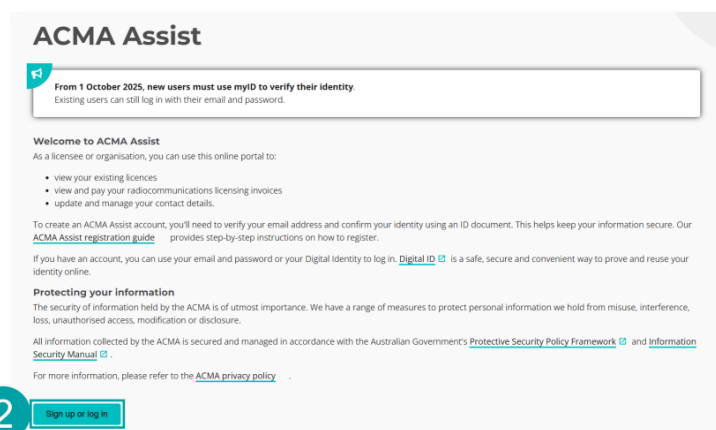 ACMA Assist
From 1 October 2025, new users must use myID to verify their identity.
Existing users can still log in with their email and password.
Welcome to ACMA Assist
As a licensee or organisation, you can use this online portal to:
• view your existing licences
• view and pay your radiocommunications licensing invoices
• update and manage your contact details.
To create an ACMA Assist account, you'll need to verify your email address and confirm your identity using an ID document. This helps keep your information secure. Our
ACMA Assist registration guide provides step-by-step instructions on how to register.
If you have an account, you can use your email and password or your Digital Identity to log in. Digital ID is a safe, secure and convenient way to prove and reuse your
identity online.
Protecting your information
The security of information held by the ACMA is of utmost importance. We have a range of measures to protect personal information we hold from misuse, interference,
loss, unauthorised access, modification or disclosure.
All information collected by the ACMA is secured and managed in accordance with the Australian Government's Protective Security Policy Framework and Information
Security Manual .
For more information, please refer to the ACMA privacy policy .
2 Sign up or log in